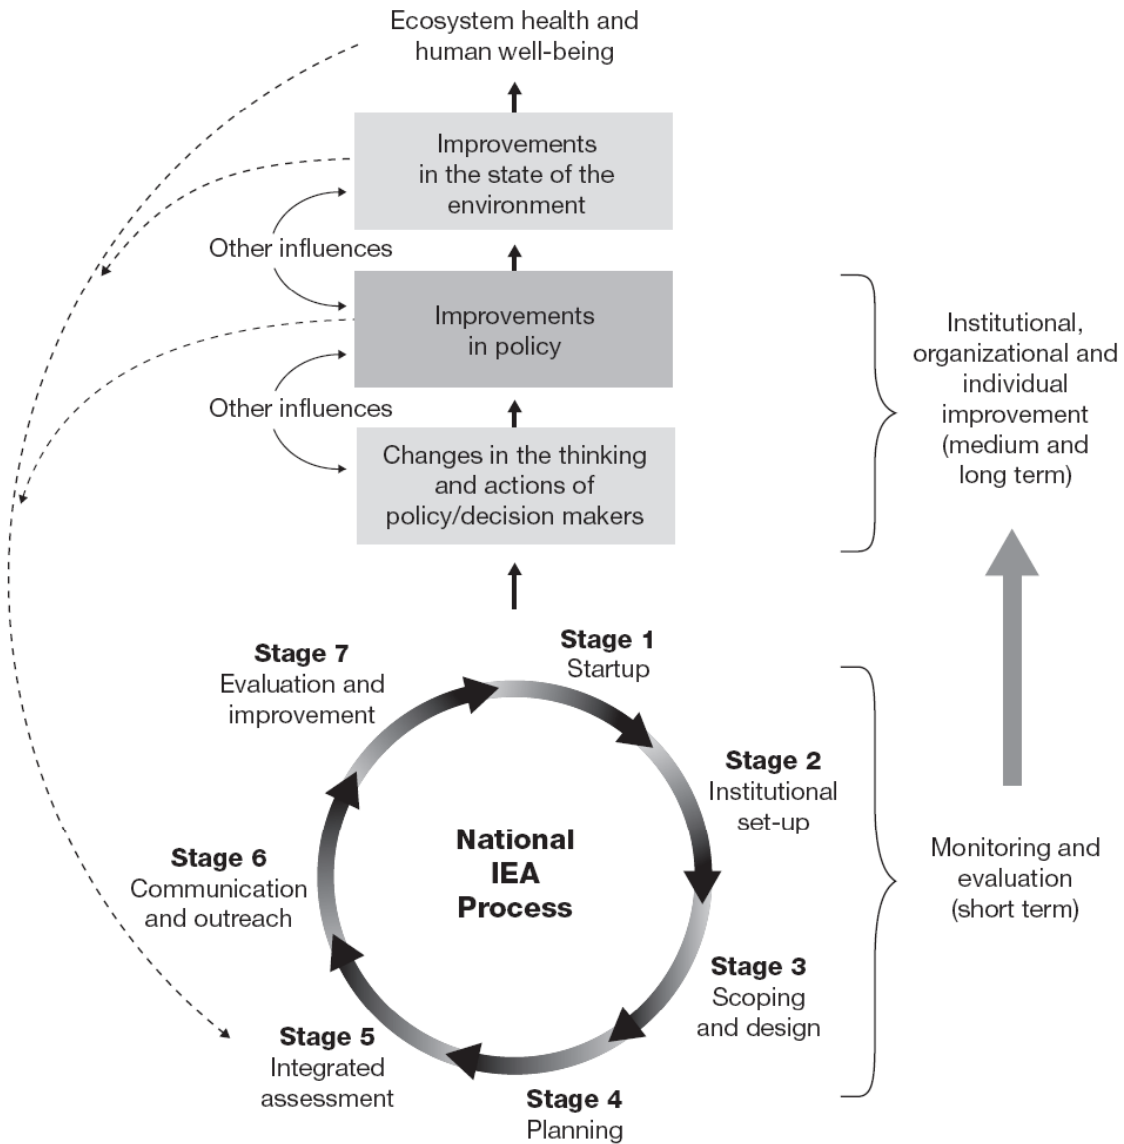 Ecosystem health and
human well-being
Improvements
in the state of the
environment
Other influences
Improvements
in policy
Other influences
Changes in the thinking
and actions of
policy/decision makers
Institutional,
organizational and
individual
improvement
(medium and
long term)
Stage 1
Startup
Stage 2
Institutional
set-up
Stage 3
Scoping
and design
Stage 4
Planning
Stage 5
Integrated
assessment
Stage 6
Communication
and outreach
Stage 7
Evaluation and
improvement
National
IEA
Process
Monitoring and
evaluation
(short term)